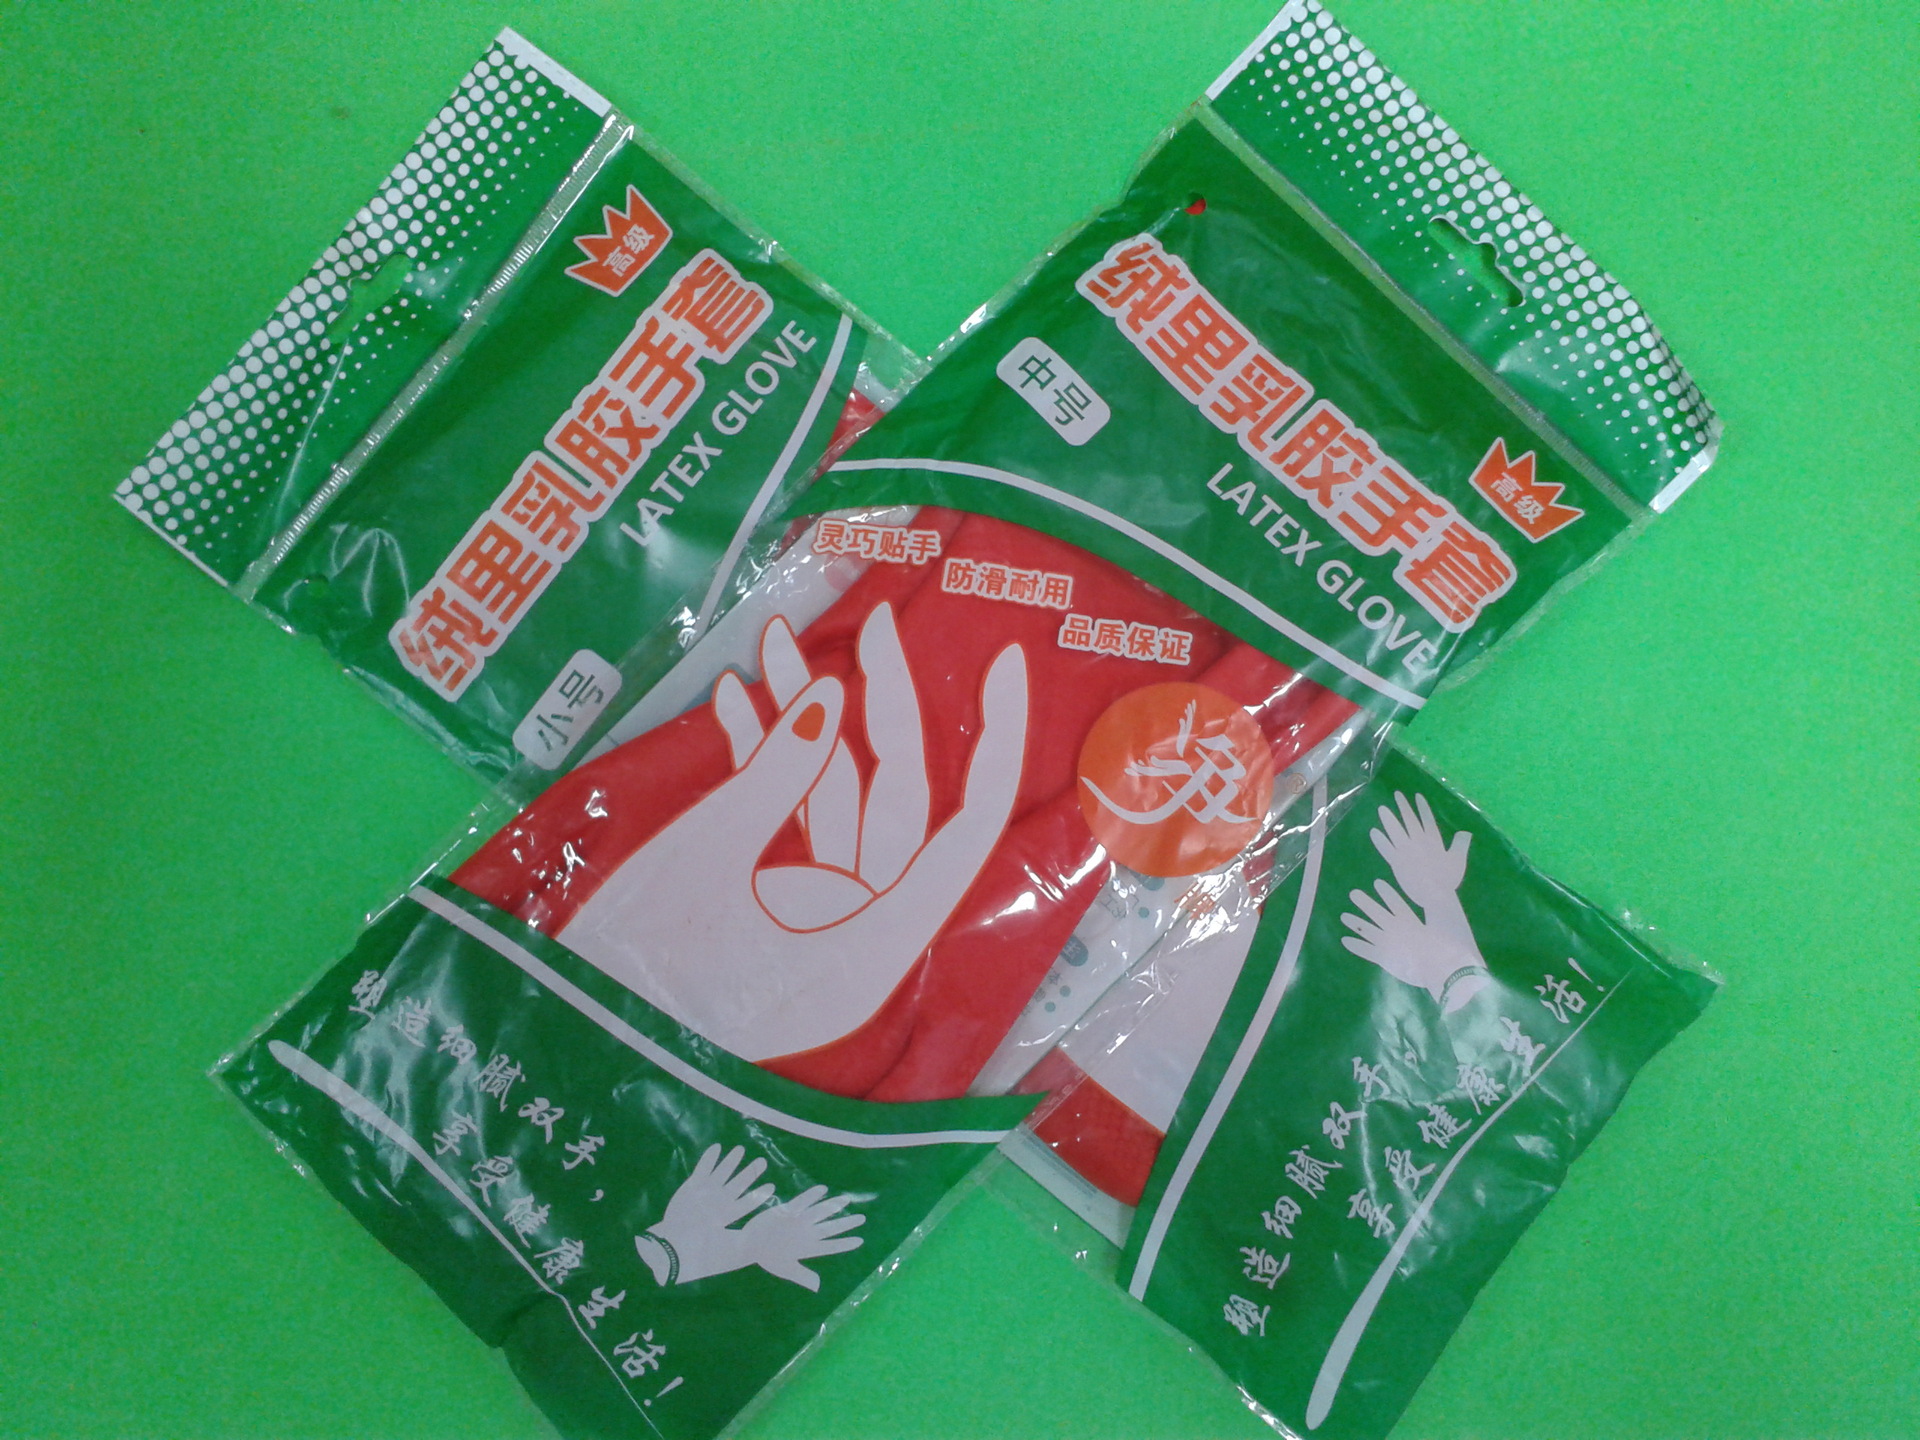 高级
绒里乳胶手套
LATEX GLOVE
小号
绒里乳胶手套
高级
LATEX GLOVE
中号
灵巧贴手
防滑耐用
品质保证
净
塑造细腻双手，
享受健康生活！
塑造细腻双手，
享受健康生活！